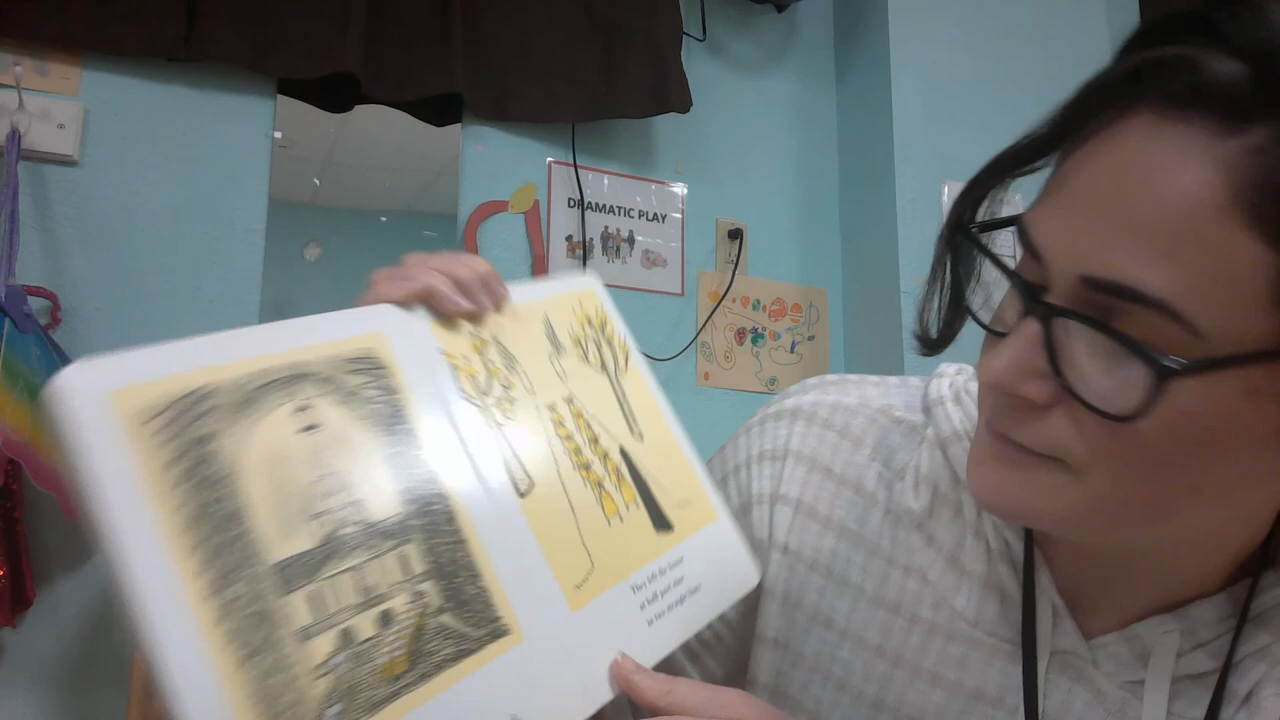 DRAMATIC PLAY
They left the house
at half past nine
in two straight lines